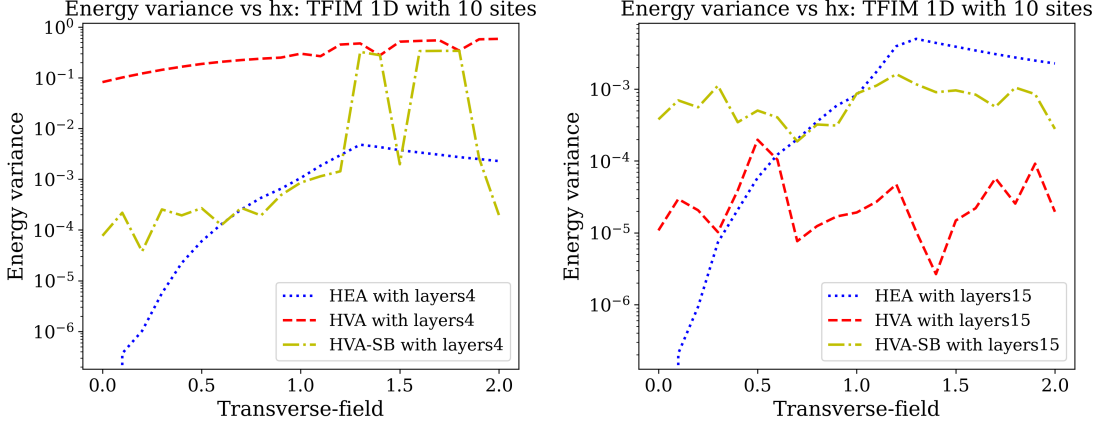 Energy variance vs hx: TFIM 1D with 10 sites
Energy variance
10^0
10^-1
10^-2
10^-3
10^-4
10^-5
10^-6
HEA with layers4
HVA with layers4
HVA-SB with layers4
0.0 0.5 1.0 1.5 2.0
Transverse-field
Energy variance vs hx: TFIM 1D with 10 sites
Energy variance
10^-3
10^-4
10^-5
10^-6
HEA with layers15
HVA with layers15
HVA-SB with layers15
0.0 0.5 1.0 1.5 2.0
Transverse-field